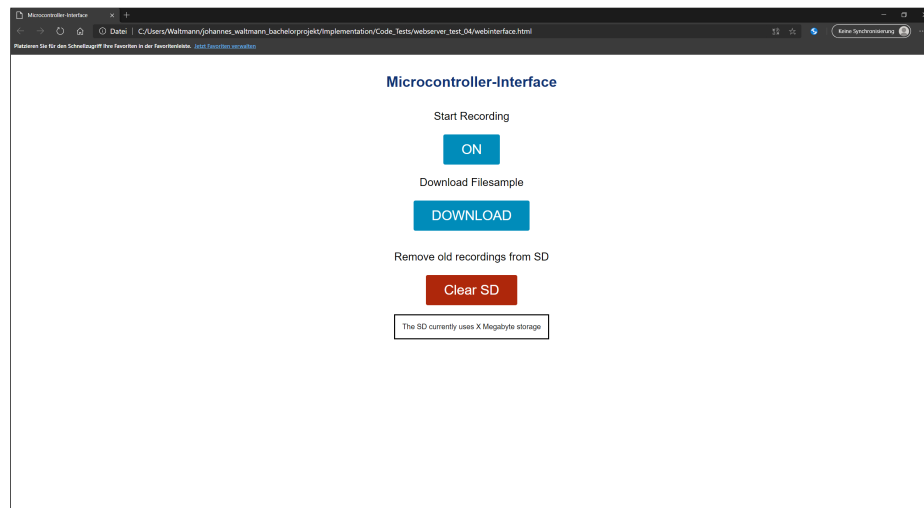 Microcontroller-Interface
Datei
C:/Users/Waltmann/johannes_waltmann_bachelorprojekt/Implementation/Code_Tests/webserver_test_04/webinterface.html
Keine Synchronisierung
Platzieren Sie für den Schnellzugriff Ihre Favoriten in der Favoritenleiste. Jetzt Favoriten verwalten
Microcontroller-Interface
Start Recording
ON
Download Filesample
DOWNLOAD
Remove old recordings from SD
Clear SD
The SD currently uses X Megabyte storage